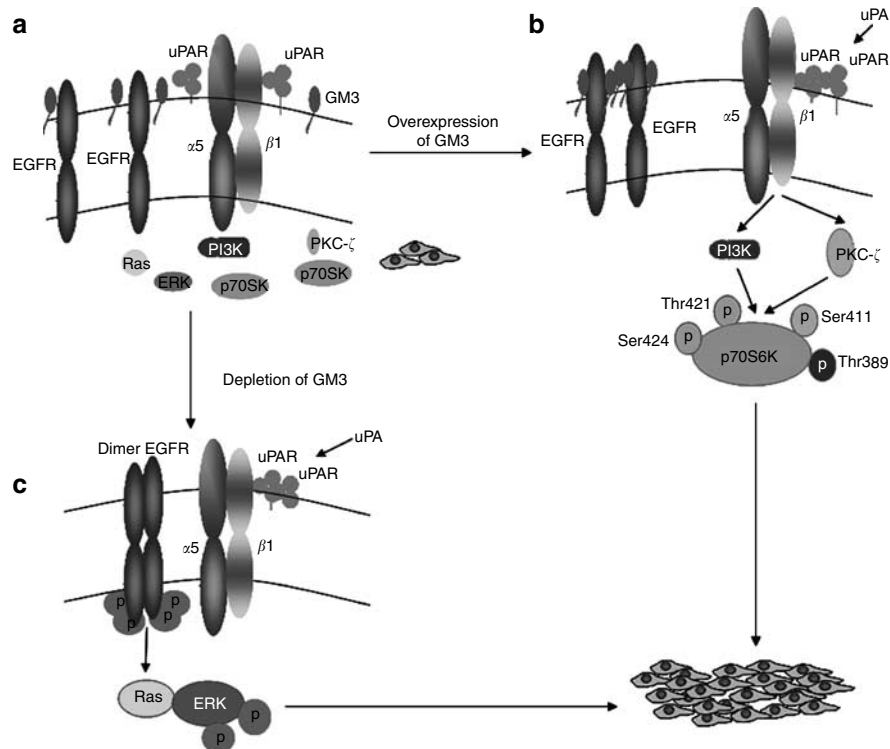 a
uPAR
uPAR
GM3
EGFR
EGFR
α5
β1
Ras
PI3K
PKC-ζ
ERK
p70SK
p70SK
Overexpression
of GM3
b
uPA
uPAR
uPAR
EGFR
EGFR
α5
β1
PI3K
PKC-ζ
Thr421
p
p
Ser411
Ser424
p
p70S6K
p
Thr389
Depletion of GM3
c
Dimer EGFR
uPA
uPAR
uPAR
α5
β1
p
p
p
p
Ras
ERK
p
p